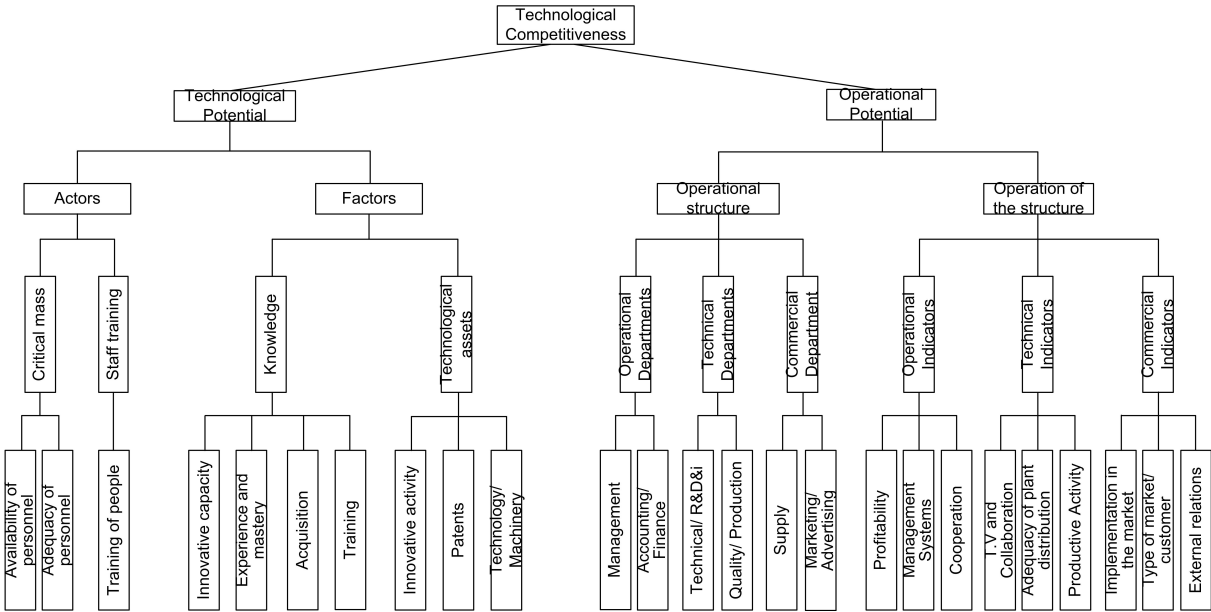 Technological
Competitiveness
Technological
Potential
Operational
Potential
Actors
Factors
Operational
structure
Operation of
the structure
Critical mass
Staff training
Knowledge
Technological
assets
Operational
Departments
Technical
Departments
Commercial
Department
Operational
Indicators
Technical
Indicators
Commercial
Indicators
Availability of
personnel
Adequacy of
personnel
Training of people
Innovative capacity
Experience and
mastery
Acquisition
Training
Innovative activity
Patents
Technology/
Machinery
Management
Accounting/
Finance
Technical/ R&D&i
Quality/ Production
Supply
Marketing/
Advertising
Profitability
Management
Systems
Cooperation
T.V and
Collaboration
Adequacy of plant
distribution
Productive Activity
Implementation in
the market
Type of market/
customer
External relations